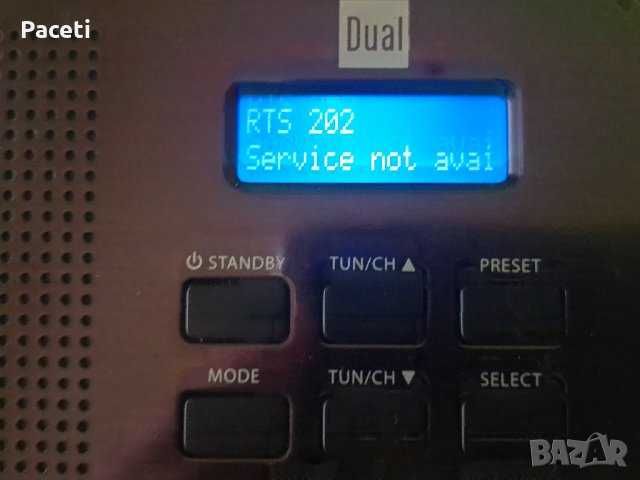 Paceti
Dual
RTS 202
Service not avai
STANDBY
TUN/CH ▲
PRESET
MODE
TUN/CH ▼
SELECT
BAZAR